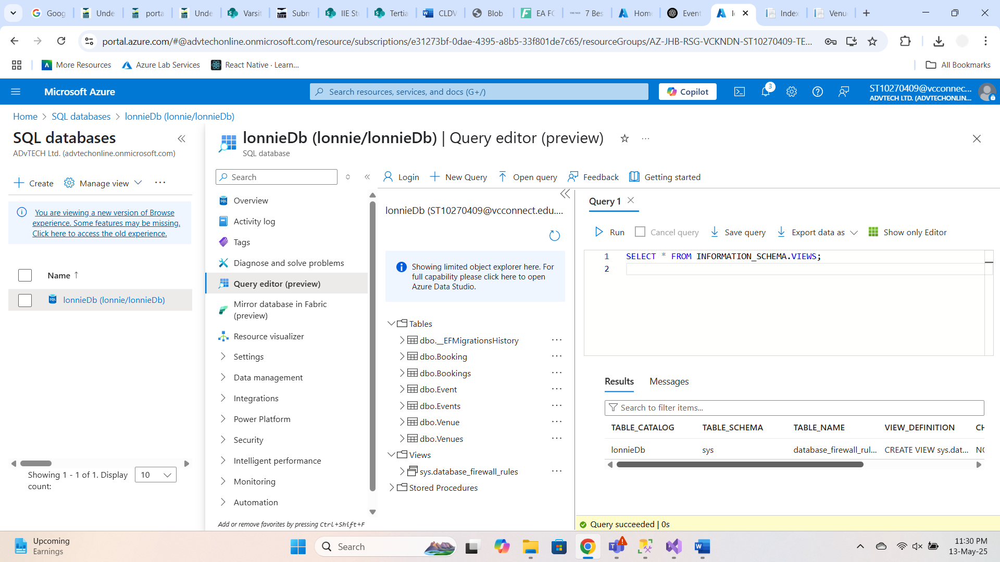 Goog
Unde
porta
Unde
Varsit
Subm
IIE Stu
Tertia
CLDV
Blob
EA FC
7 Bes
Home
Event
Index
Venue
portal.azure.com/#@advtechonline.onmicrosoft.com/resource/subscriptions/e31273bf-0dae-4395-a8b5-33f801de7c65/resourceGroups/AZ-JHB-RSG-VCKNDN-ST10270409-TE...
More Resources
Azure Lab Services
React Native · Learn...
All Bookmarks
Microsoft Azure
Search resources, services, and docs (G+/)
Copilot
3
ST10270409@vcconnec...
ADVTECH LTD. (ADVTECHONLIN...
Home > SQL databases > lonnieDb (lonnie/lonnieDb)
SQL databases
ADvTECH Ltd. (advtechonline.onmicrosoft.com)
Create
Manage view
You are viewing a new version of Browse
experience. Some features may be missing.
Click here to access the old experience.
Name ↑
lonnieDb (lonnie/lonnieDb)
Showing 1 - 1 of 1. Display
count:
10
lonnieDb (lonnie/lonnieDb) | Query editor (preview)
SQL database
Search
Overview
Activity log
Tags
Diagnose and solve problems
Query editor (preview)
Mirror database in Fabric
(preview)
Resource visualizer
Settings
Data management
Integrations
Power Platform
Security
Intelligent performance
Monitoring
Automation
Add or remove favorites by pressing Ctrl+Shift+F
Login
New Query
Open query
Feedback
Getting started
lonnieDb (ST10270409@vcconnect.edu....
Showing limited object explorer here. For
full capability please click here to open
Azure Data Studio.
Tables
dbo.__EFMigrationsHistory
dbo.Booking
dbo.Bookings
dbo.Event
dbo.Events
dbo.Venue
dbo.Venues
Views
sys.database_firewall_rules
Stored Procedures
Query 1
Run
Cancel query
Save query
Export data as
Show only Editor
1 SELECT * FROM INFORMATION_SCHEMA.VIEWS;
2
Results
Messages
Search to filter items...
TABLE_CATALOG TABLE_SCHEMA TABLE_NAME VIEW_DEFINITION CH
lonnieDb sys database_firewall_rul... CREATE VIEW sys.dat... NO
Query succeeded | 0s
Upcoming
Earnings
Search
11:30 PM
13-May-25